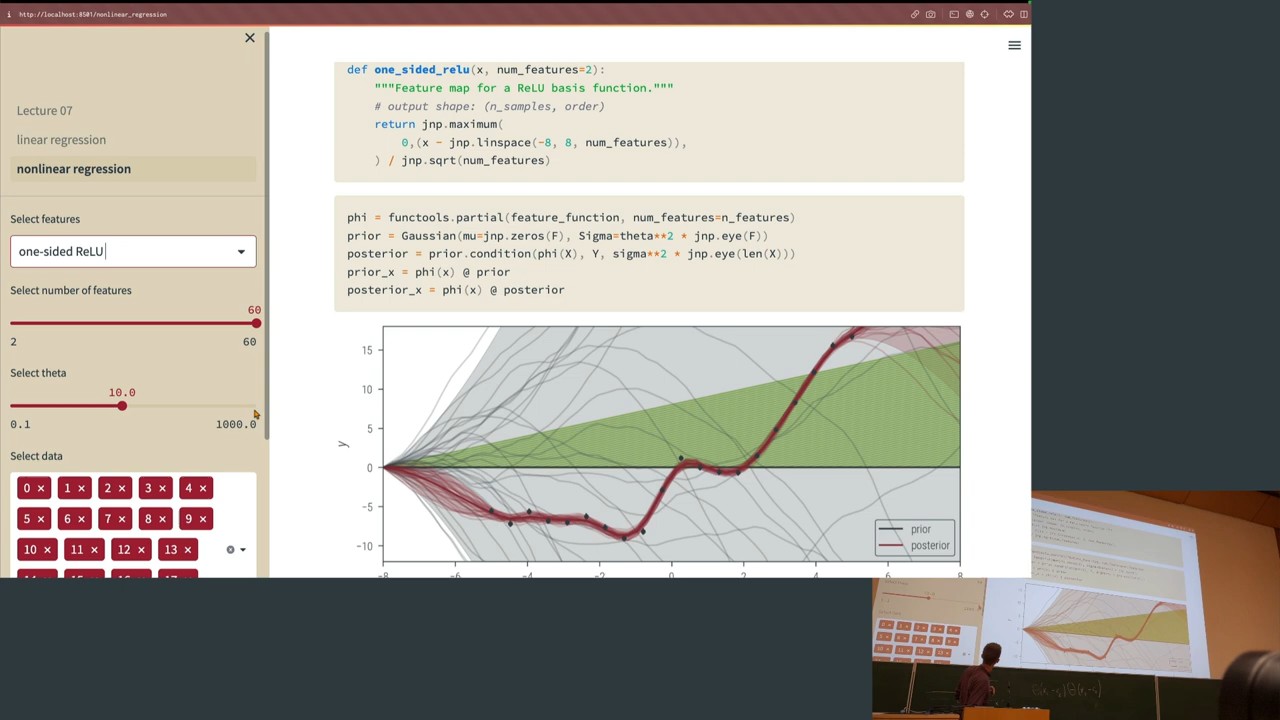 http://localhost:8501/nonlinear_regression
Lecture 07
linear regression
nonlinear regression
Select features
one-sided ReLU
Select number of features
60
2 60
Select theta
10.0
0.1 1000.0
Select data
0 × 1 × 2 × 3 × 4 ×
5 × 6 × 7 × 8 × 9 ×
10 × 11 × 12 × 13 ×
def one_sided_relu(x, num_features=2):
"""Feature map for a ReLU basis function."""
# output shape: (n_samples, order)
return jnp.maximum(
0,(x - jnp.linspace(-8, 8, num_features)),
) / jnp.sqrt(num_features)
phi = functools.partial(feature_function, num_features=n_features)
prior = Gaussian(mu=jnp.zeros(F), Sigma=theta**2 * jnp.eye(F))
posterior = prior.condition(phi(X), Y, sigma**2 * jnp.eye(len(X)))
prior_x = phi(x) @ prior
posterior_x = phi(x) @ posterior
15
10
5
0
−5
−10
y
prior
posterior
−8 −6 −4 −2 0 2 4 6 8